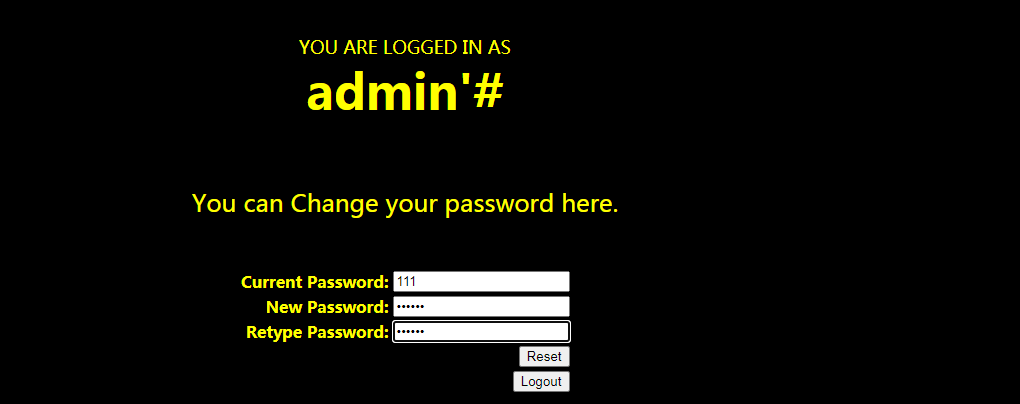 YOU ARE LOGGED IN AS
admin'#
You can Change your password here.
Current Password: 111
New Password: ••••••
Retype Password: ••••••
Reset
Logout